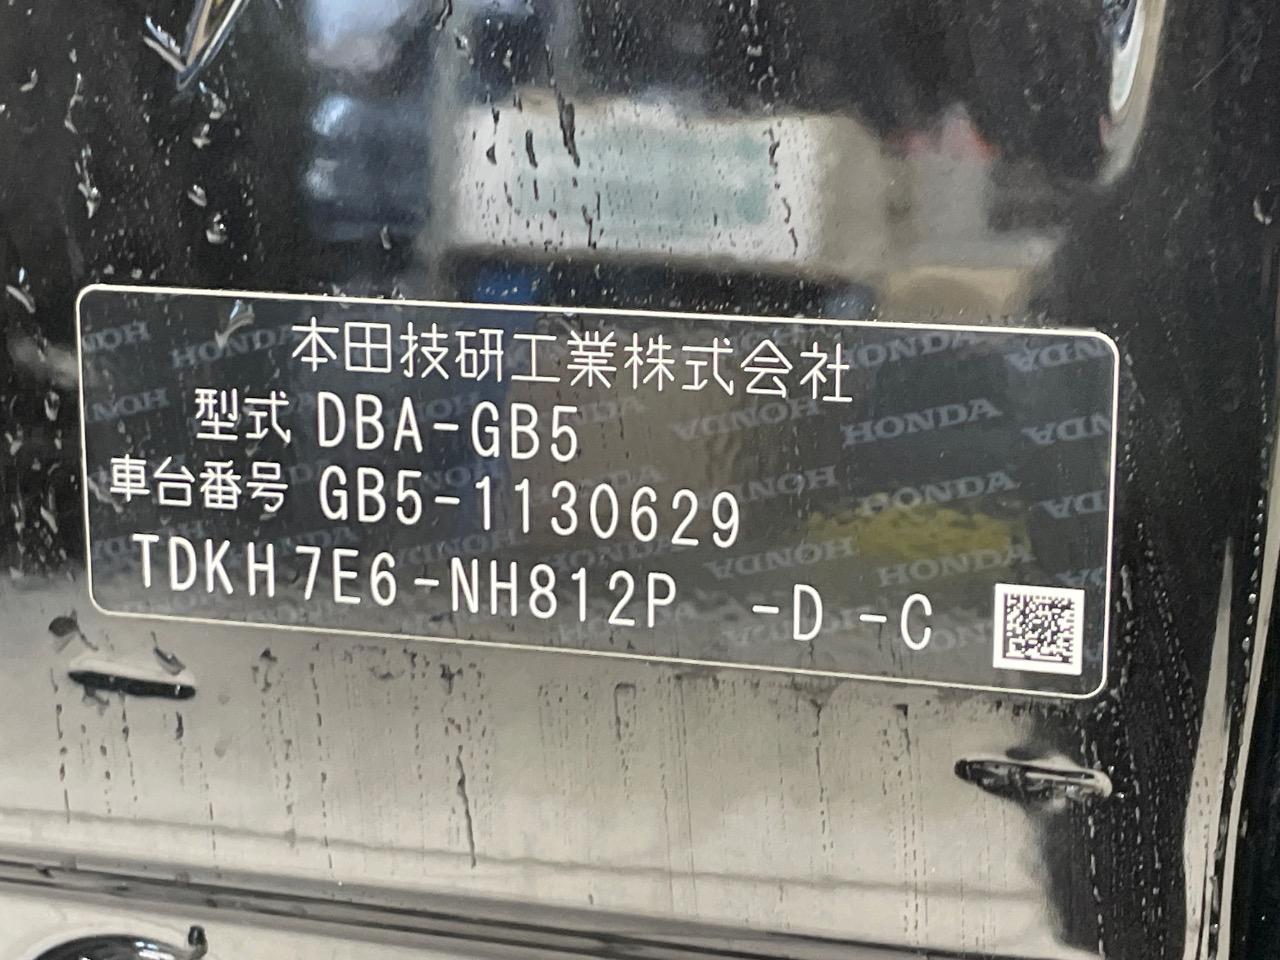 本田技研工業株式会社
型式 DBA-GB5
車台番号 GB5-1130629
TDKH7E6-NH812P -D -C
HONDA